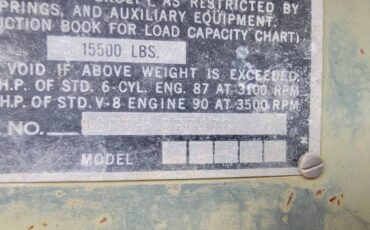 AS RESTRICTED BY
SPRINGS, AND AUXILIARY EQUIPMENT.
BOOK FOR LOAD CAPACITY CHART)
15500 LBS.
VOID IF ABOVE WEIGHT IS EXCEEDED.
H.P. OF STD. 6-CYL. ENG. 87 AT 3100 RPM
H.P. OF STD. V-8 ENGINE 90 AT 3500 RPM
NO.
MODEL